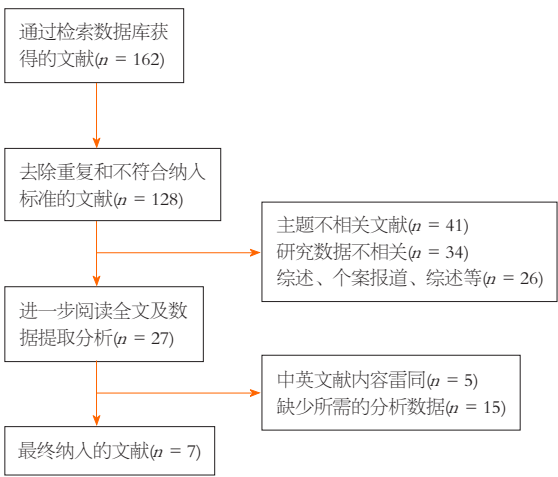 通过检索数据库获
得的文献(n = 162)
去除重复和不符合纳入
标准的文献(n = 128)
主题不相关文献(n = 41)
研究数据不相关(n = 34)
综述、个案报道、综述等(n = 26)
进一步阅读全文及数
据提取分析(n = 27)
中英文献内容雷同(n = 5)
缺少所需的分析数据(n = 15)
最终纳入的文献(n = 7)